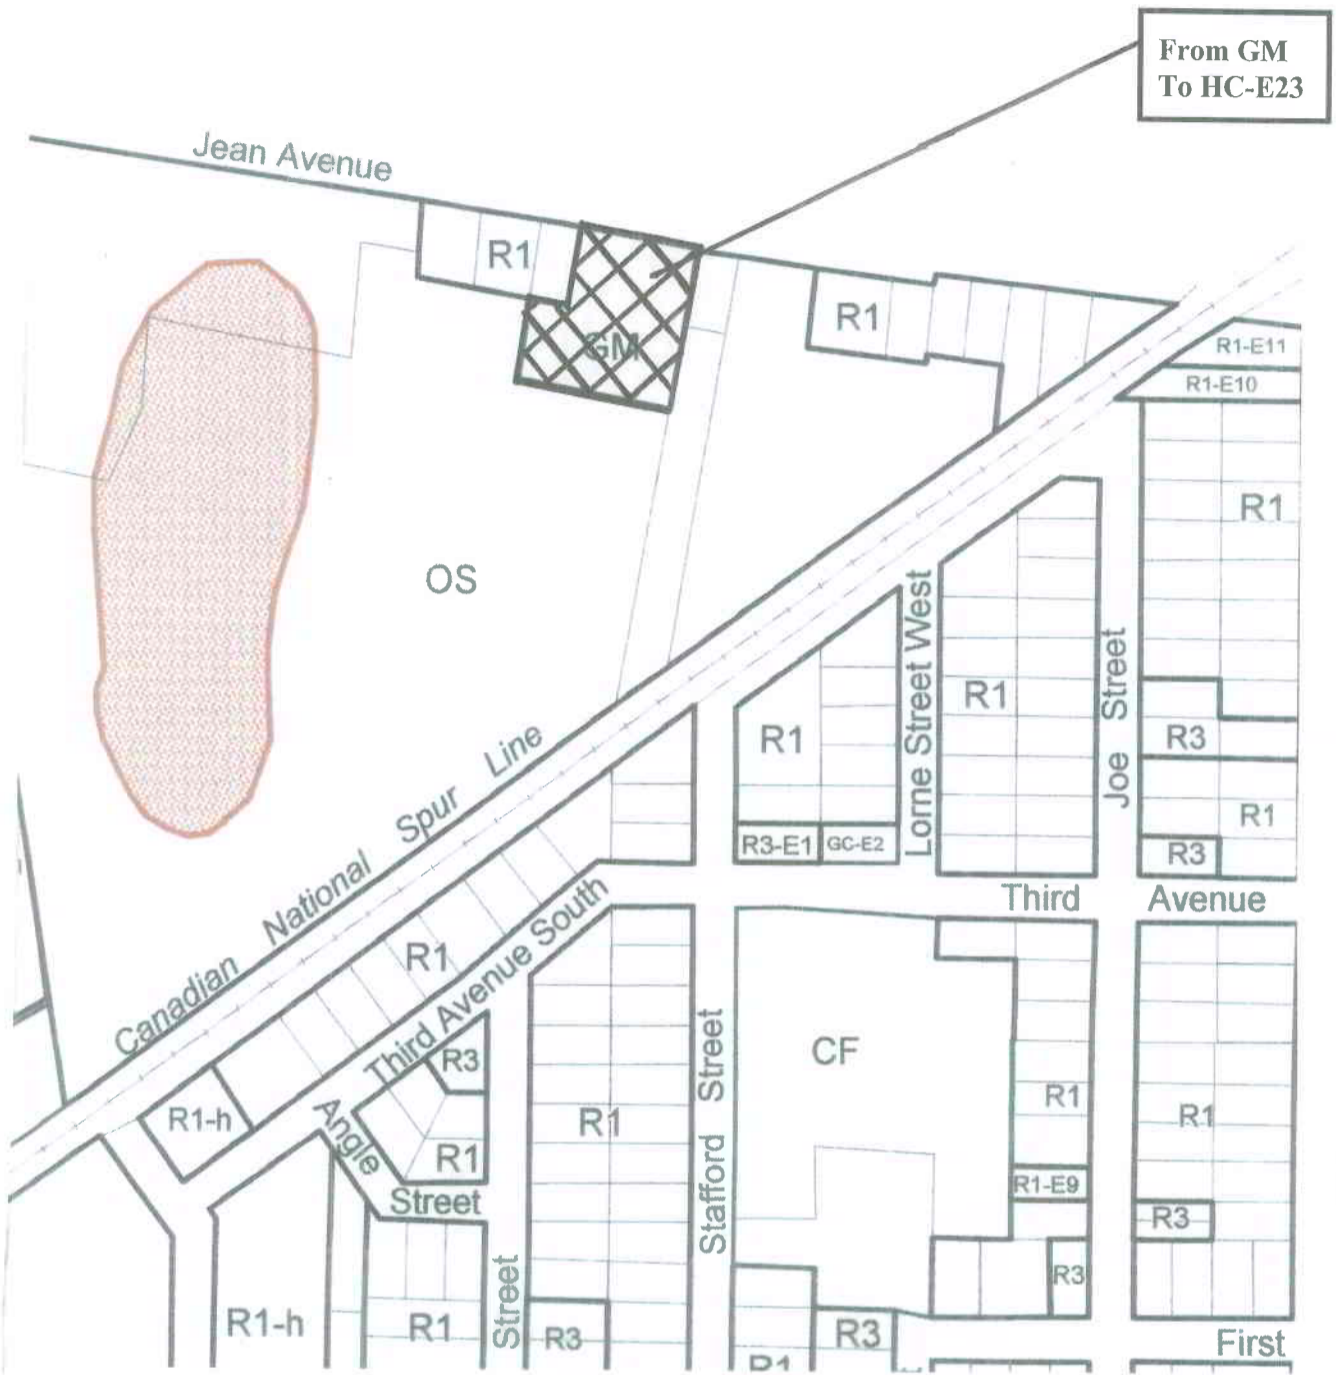 From GM
To HC-E23
Jean Avenue
R1
GM
R1
R1-E11
R1-E10
R1
OS
Lorne Street West
Joe Street
R1
R1
R3
R1
R3
R3-E1
GC-E2
Canadian National Spur Line
Third Avenue
Third Avenue South
R1
R3
R1
R1-h
Angle
Street
R1
Stafford Street
CF
R1
R1-E9
R3
R1
R3
R1-h
R1
Street
R3
R1
R3
First